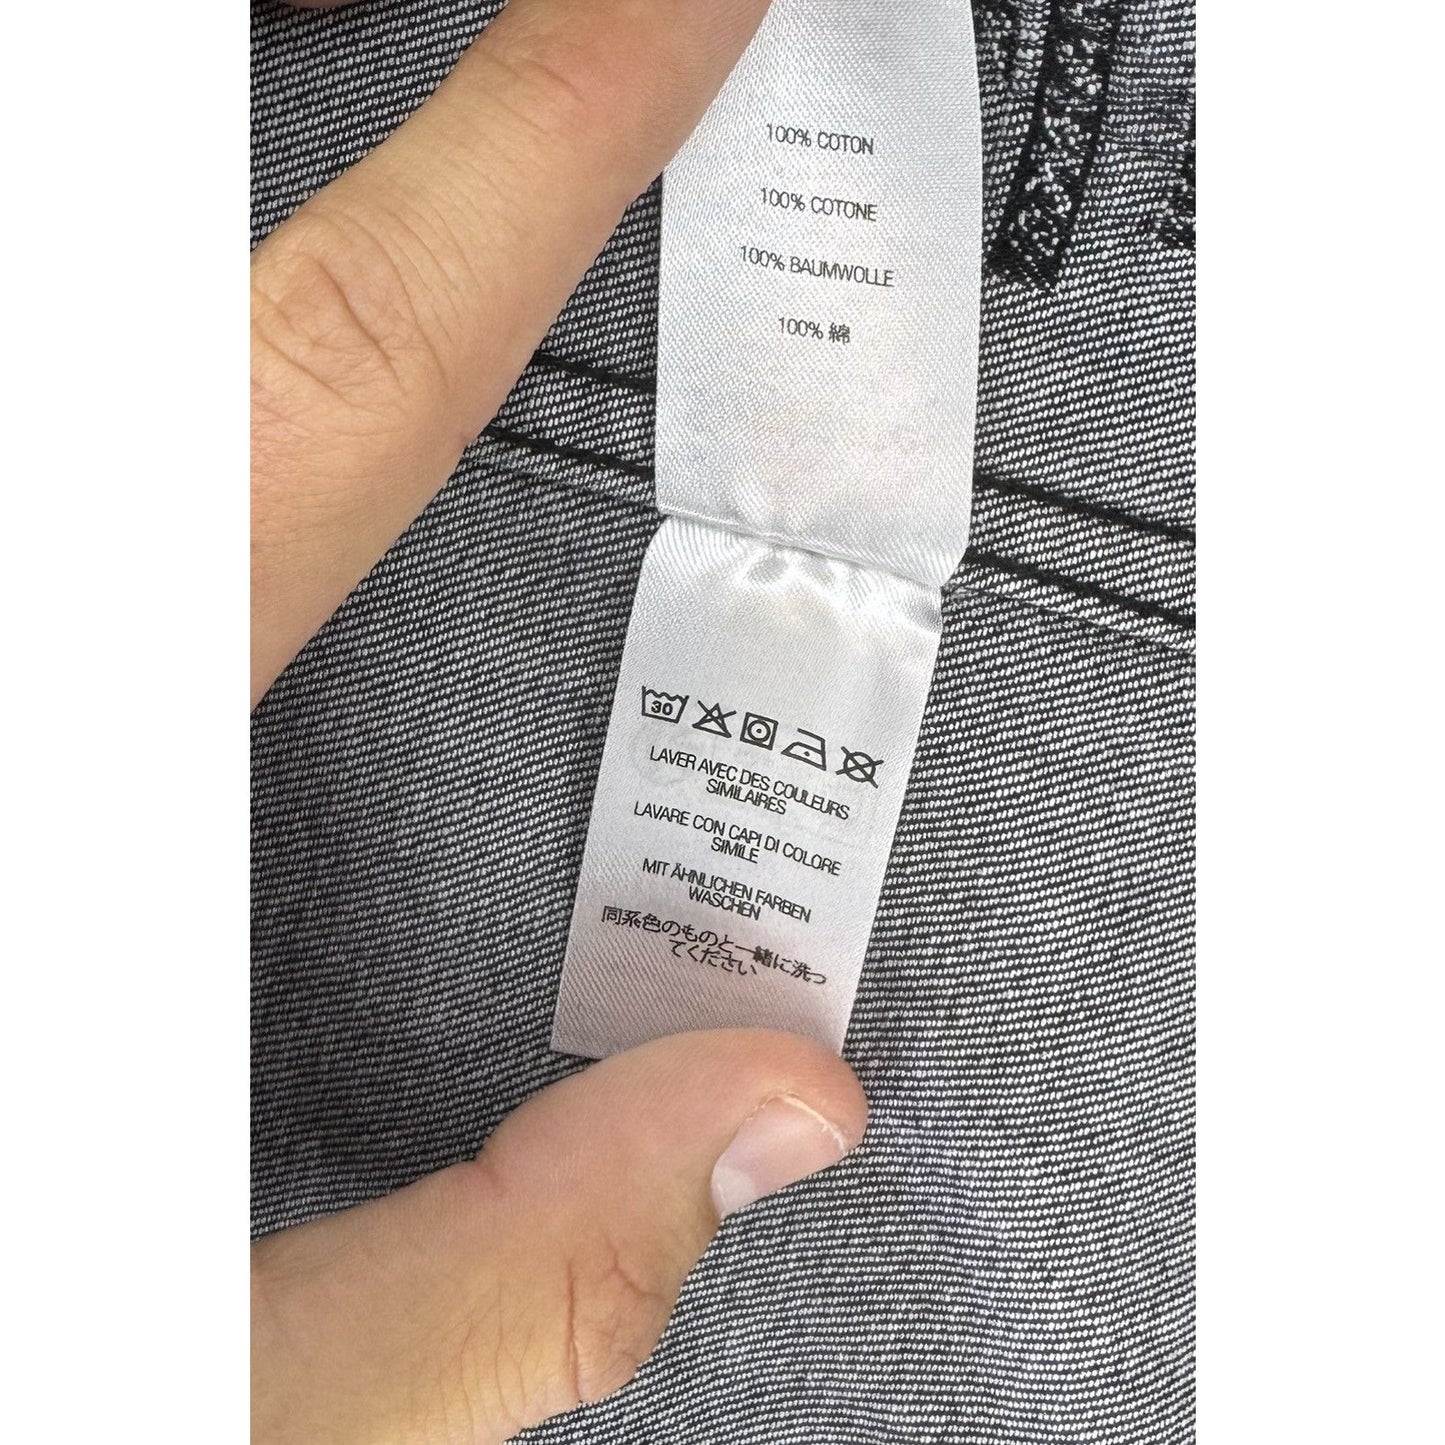 100% COTON
100% COTONE
100% BAUMWOLLE
100% 綿
30
LAVER AVEC DES COULEURS
SIMILAIRES
LAVARE CON CAPI DI COLORE
SIMILE
MIT ÄHNLICHEN FARBEN
WASCHEN
同系色のものと一緒に洗っ
てください